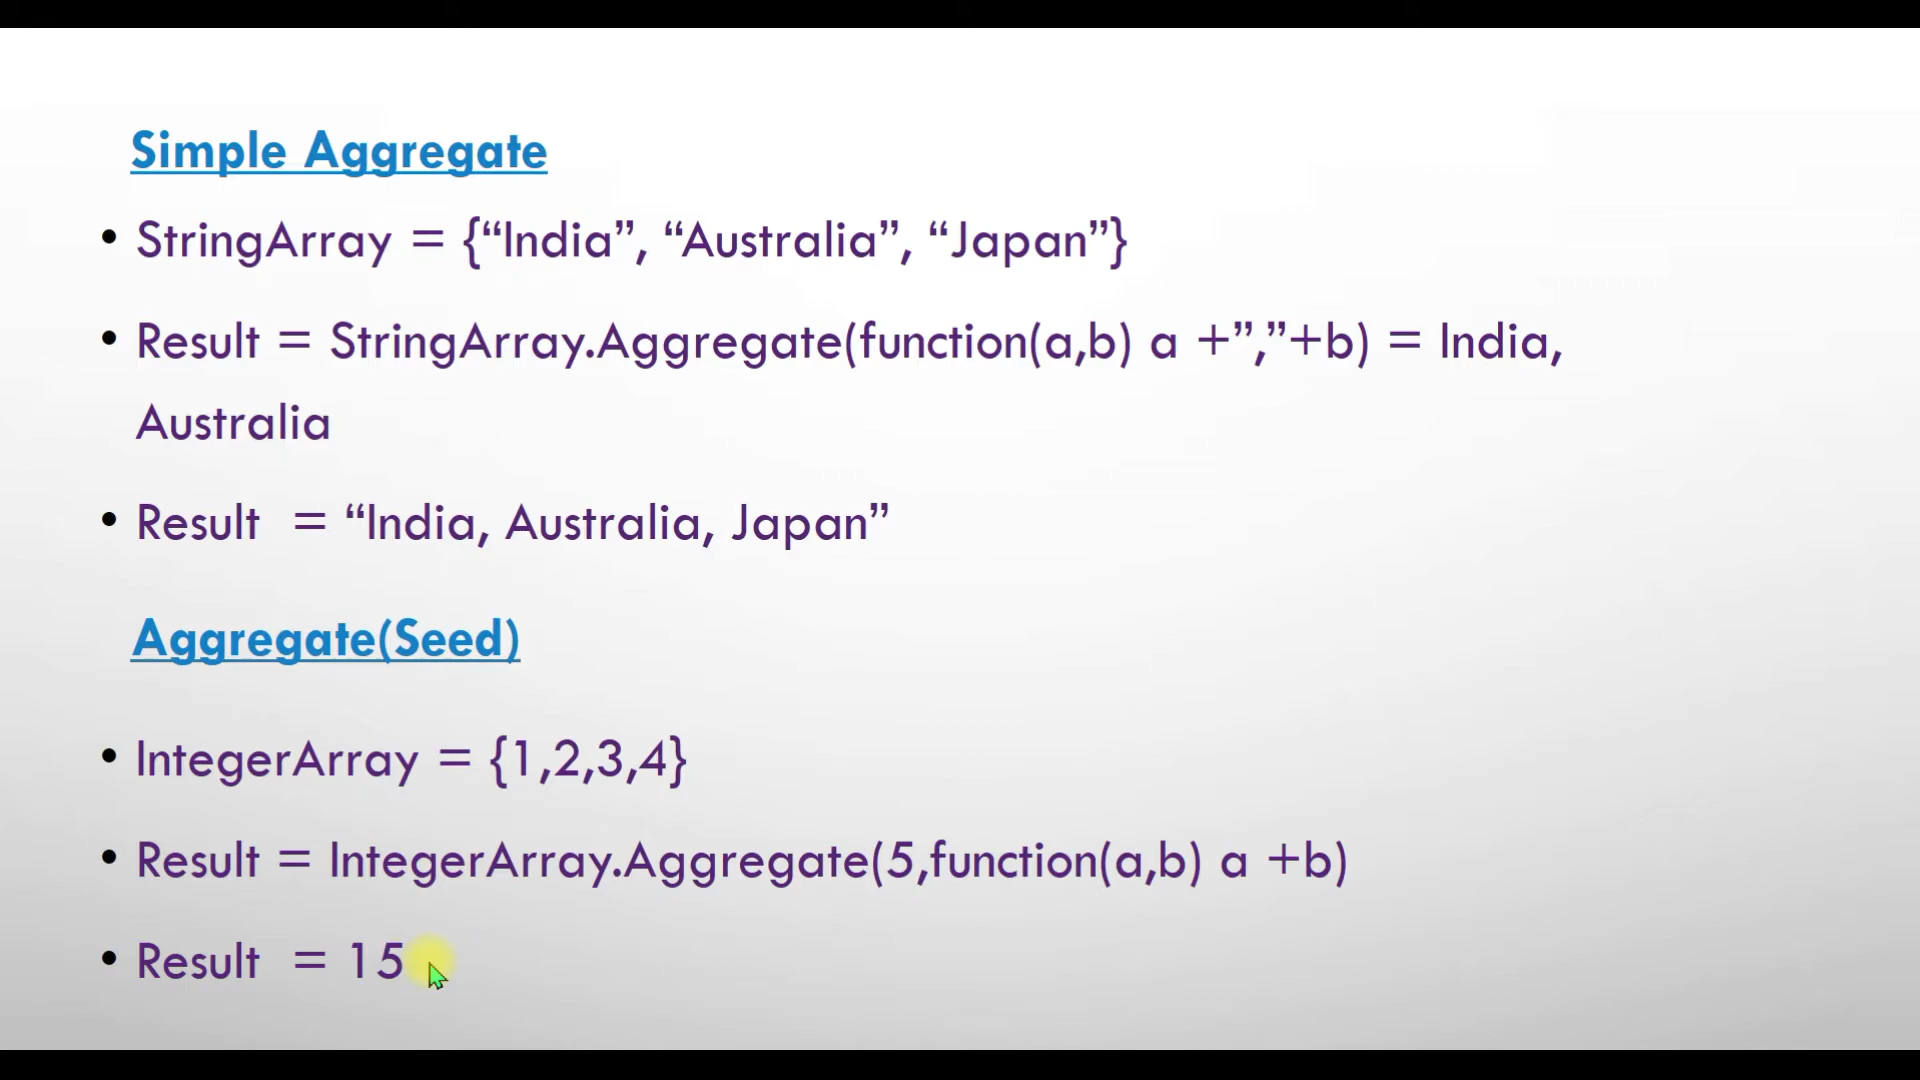 Simple Aggregate
• StringArray = {“India”, “Australia”, “Japan”}
• Result = StringArray.Aggregate(function(a,b) a +”,”+b) = India,
Australia
• Result = “India, Australia, Japan”
Aggregate(Seed)
• IntegerArray = {1,2,3,4}
• Result = IntegerArray.Aggregate(5,function(a,b) a +b)
• Result = 15